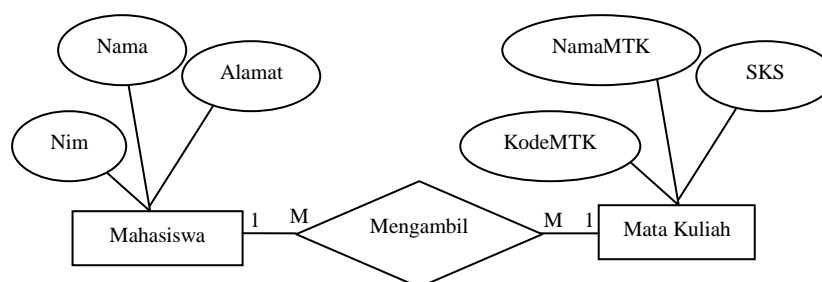 Nama
NamaMTK
SKS
Alamat
Nim
KodeMTK
Mahasiswa
1
M
Mengambil
M
1
Mata Kuliah